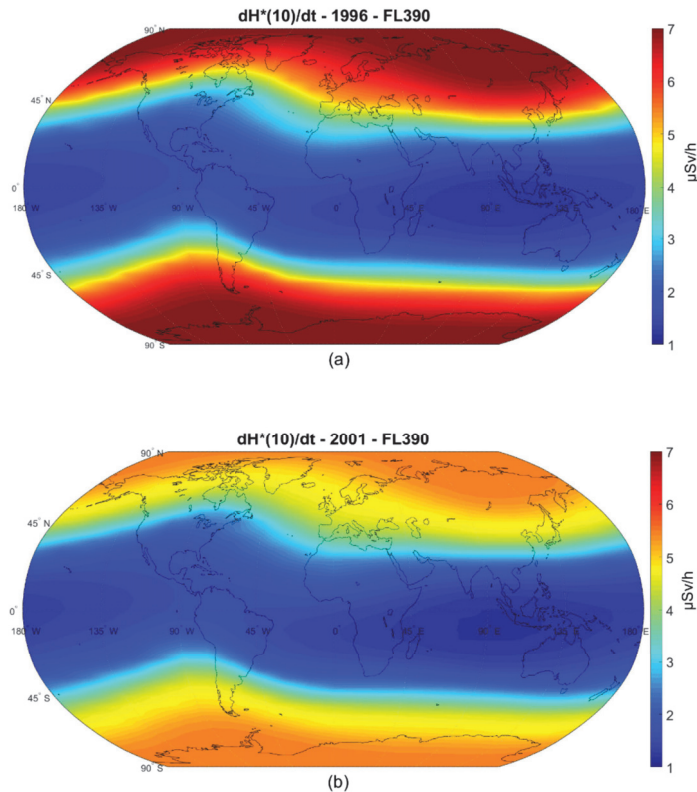 dH*(10)/dt - 1996 - FL390
90° N
45° N
0°
180° W 135° W 90° W 45° W 0° 45° E 90° E 135° E 180° E
45° S
90° S
7
6
5
4
3
2
1
µSv/h
(a)
dH*(10)/dt - 2001 - FL390
90° N
45° N
0°
180° W 135° W 90° W 45° W 0° 45° E 90° E 135° E 180° E
45° S
90° S
7
6
5
4
3
2
1
µSv/h
(b)